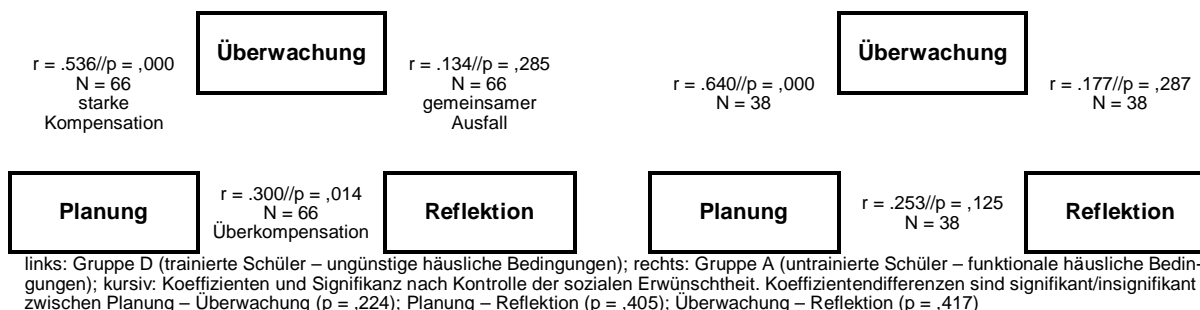 Überwachung
r = .536//p = ,000
N = 66
starke
Kompensation
r = .134//p = ,285
N = 66
gemeinsamer
Ausfall
Planung
r = .300//p = ,014
N = 66
Überkompensation
Reflektion
Überwachung
r = .640//p = ,000
N = 38
r = .177//p = ,287
N = 38
Planung
r = .253//p = ,125
N = 38
Reflektion
links: Gruppe D (trainierte Schüler – ungünstige häusliche Bedingungen); rechts: Gruppe A (untrainierte Schüler – funktionale häusliche Bedin-
gungen); kursiv: Koeffizienten und Signifikanz nach Kontrolle der sozialen Erwünschtheit. Koeffizientendifferenzen sind signifikant/insignifikant
zwischen Planung – Überwachung (p = ,224); Planung – Reflektion (p = ,405); Überwachung – Reflektion (p = ,417)